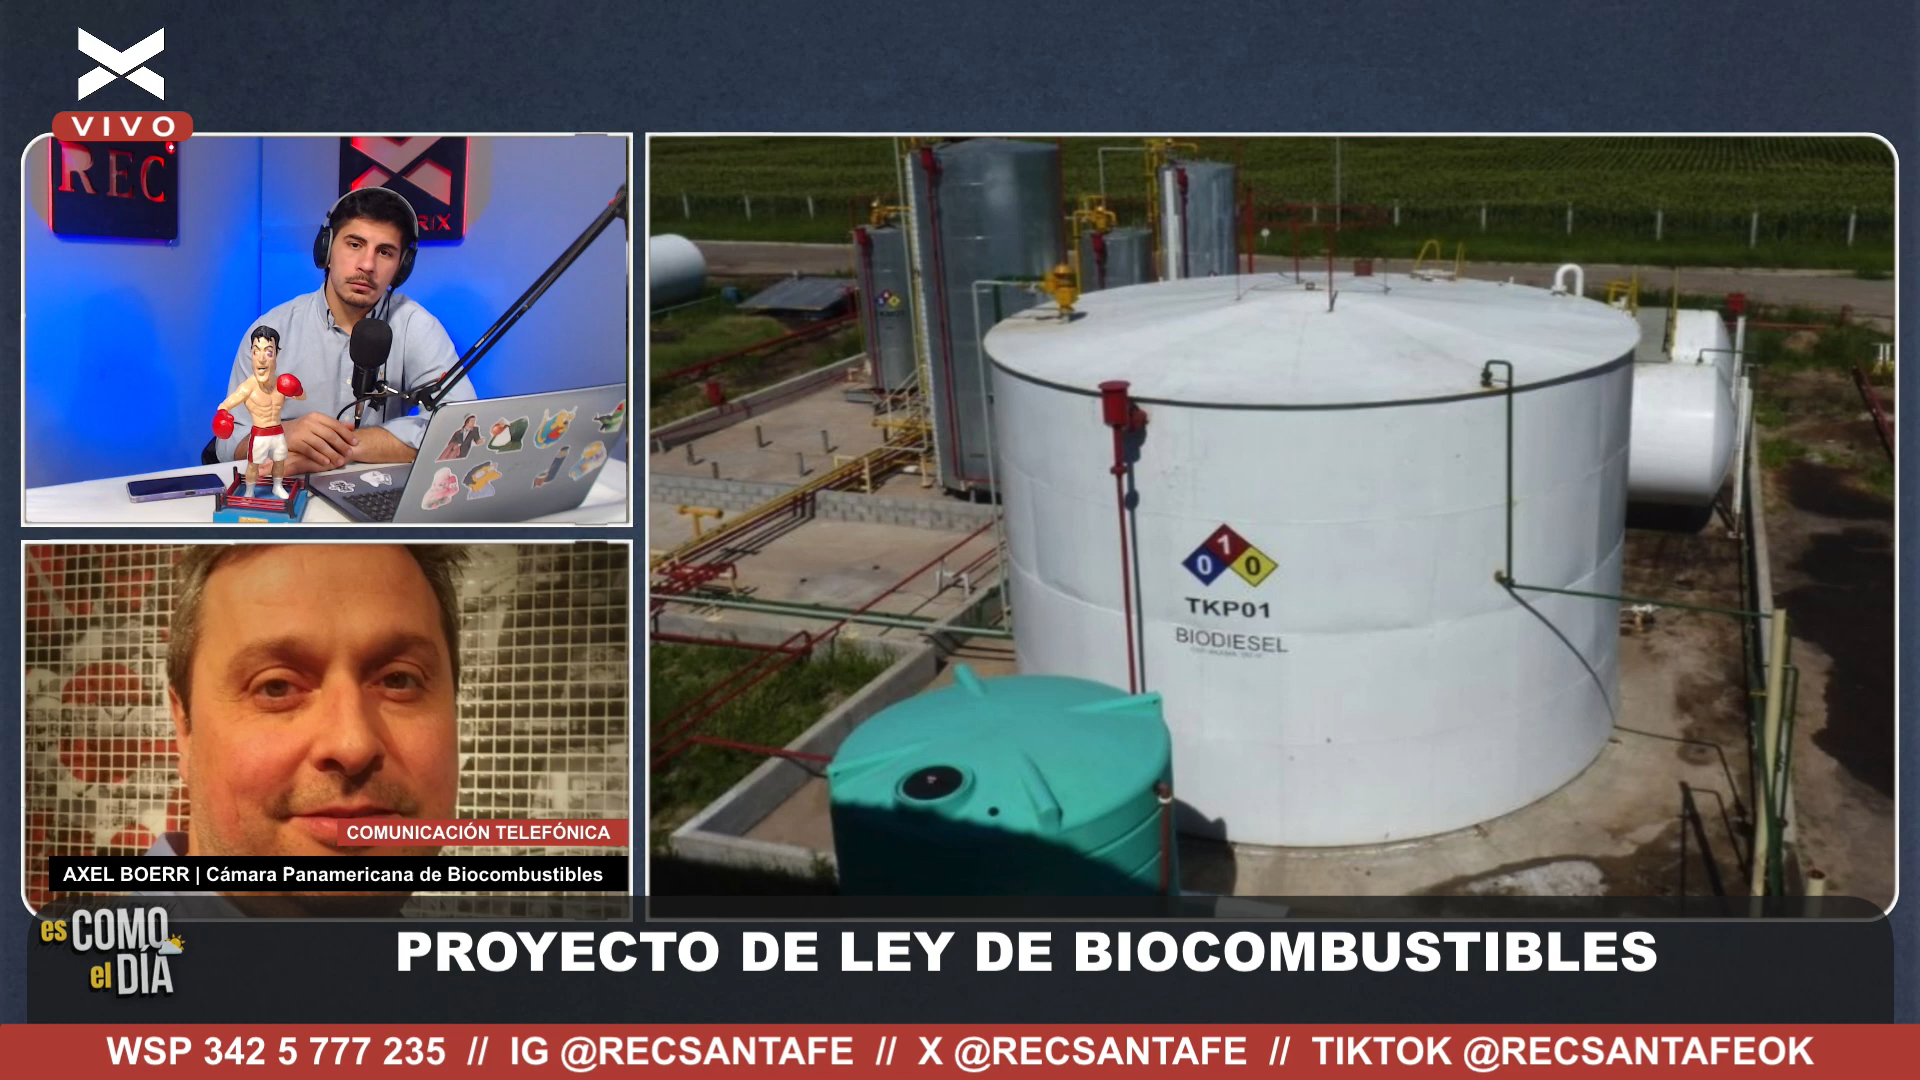 VIVO
REC
RIX
1
0 0
TKP01
BIODIESEL
COMUNICACIÓN TELEFÓNICA
AXEL BOERR | Cámara Panamericana de Biocombustibles
es COMO
el DÍA
PROYECTO DE LEY DE BIOCOMBUSTIBLES
WSP 342 5 777 235 // IG @RECSANTAFE // X @RECSANTAFE // TIKTOK @RECSANTAFEOK